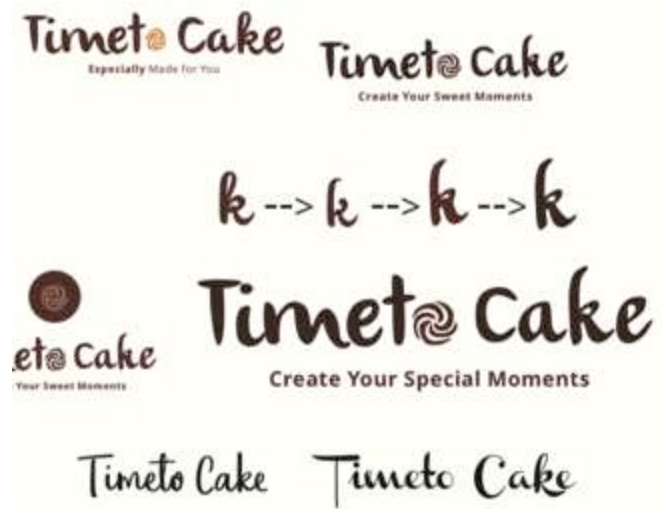 Timeto Cake
Especially Made for You
Timeto Cake
Create Your Sweet Moments
k --> k --> k --> k
Timeto Cake
Create Your Special Moments
eto Cake
Your Sweet Moments
Timeto Cake
Timeto Cake